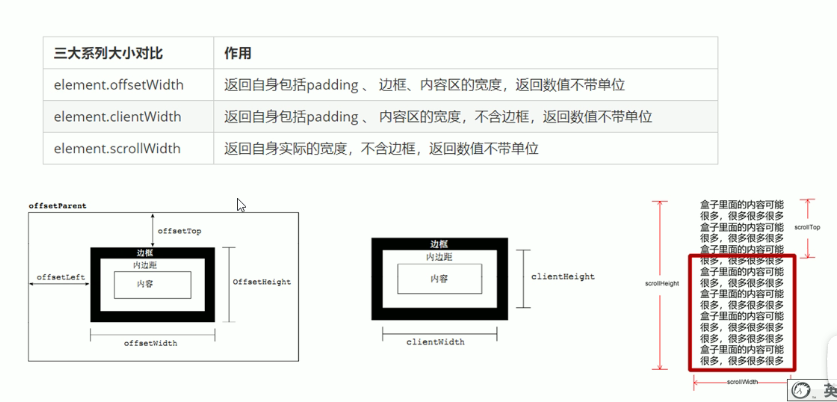 三大系列大小对比 作用
element.offsetWidth 返回自身包括padding 、 边框、内容区的宽度，返回数值不带单位
element.clientWidth 返回自身包括padding 、 内容区的宽度，不含边框，返回数值不带单位
element.scrollWidth 返回自身实际的宽度，不含边框，返回数值不带单位
offsetParent
offsetTop
边框
内边距
内容
offsetLeft
OffsetHeight
offsetWidth
边框
内边距
内容
clientHeight
clientWidth
盒子里面的内容可能
很多，很多很多很多
盒子里面的内容可能
很多，很多很多很多
盒子里面的内容可能
很多，很多很多很多
盒子里面的内容可能
很多，很多很多很多
盒子里面的内容可能
很多，很多很多很多
盒子里面的内容可能
很多，很多很多很多
很多，很多很多很多
盒子里面的内容可能
很多，很多很多很多
scrollTop
scrollHeight
scrollWidth
英